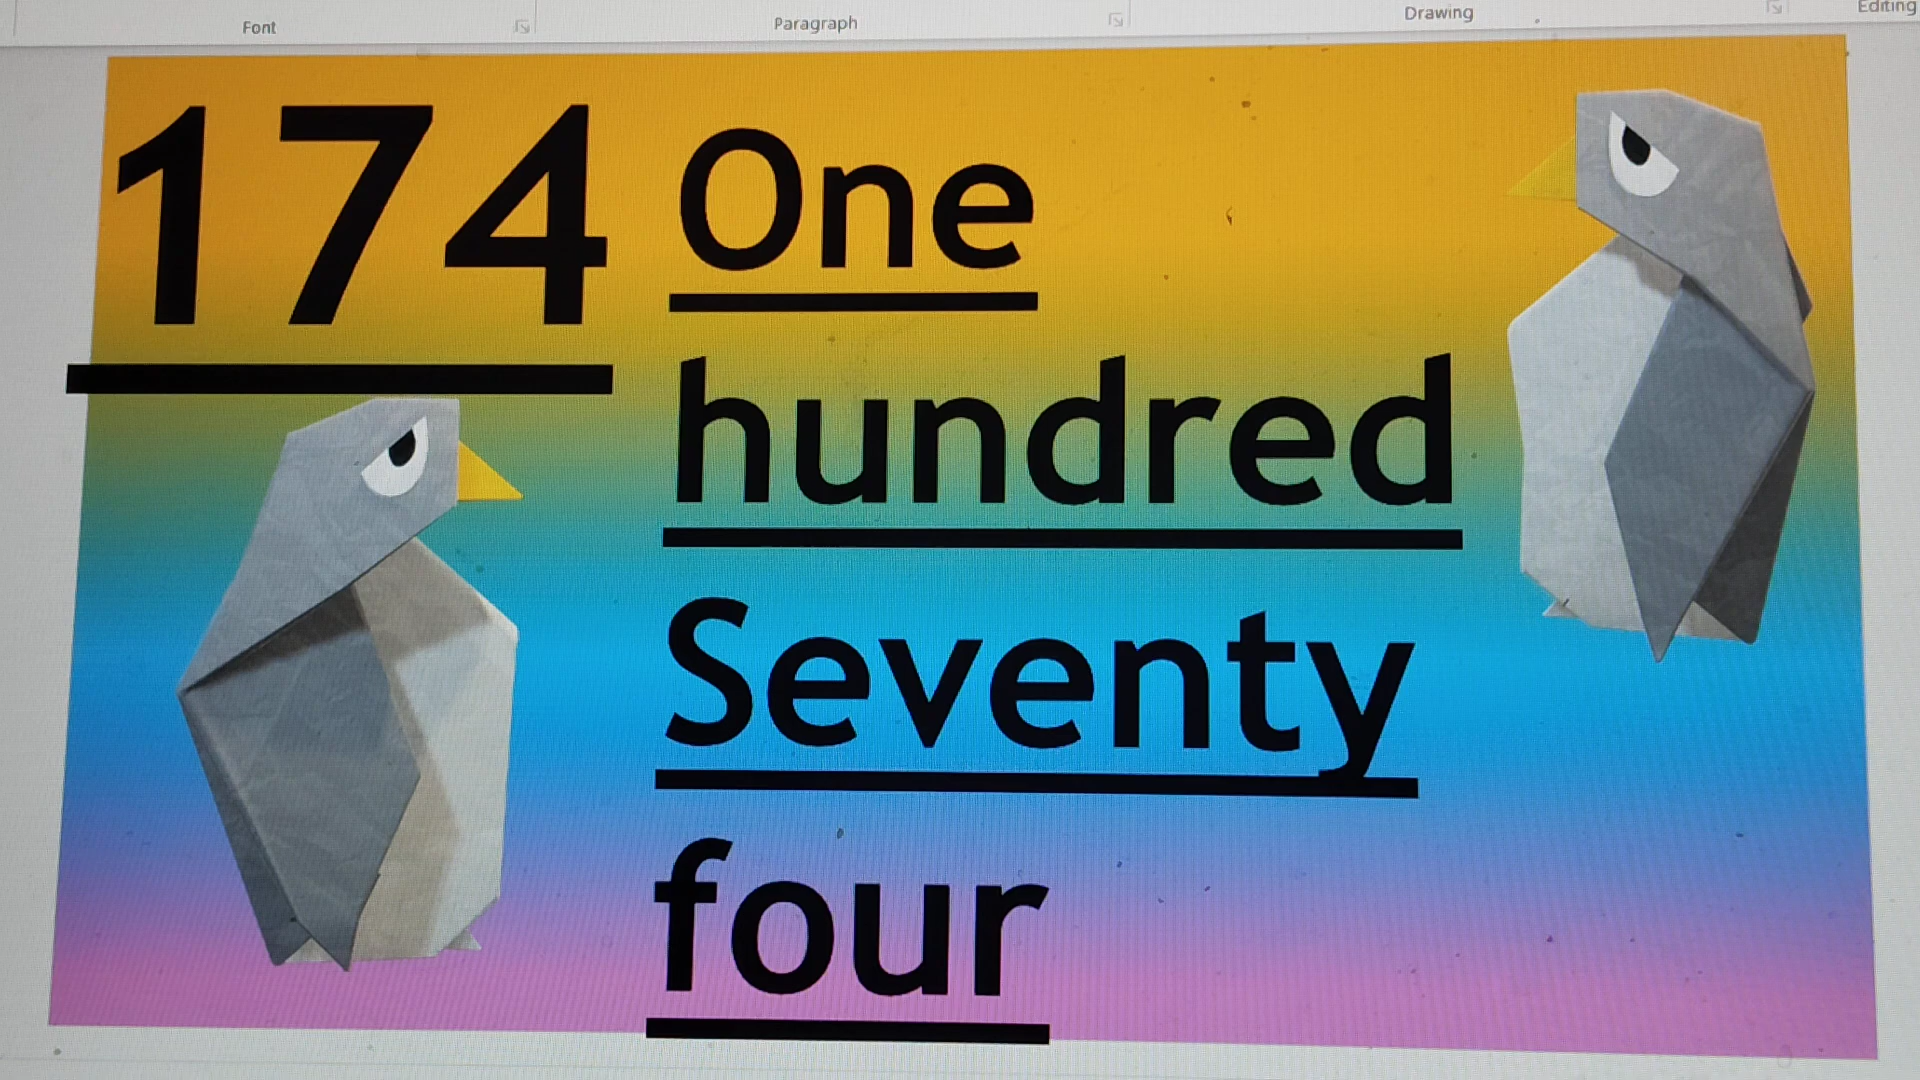 Font
Paragraph
Drawing
Editing
174
One
hundred
Seventy
four